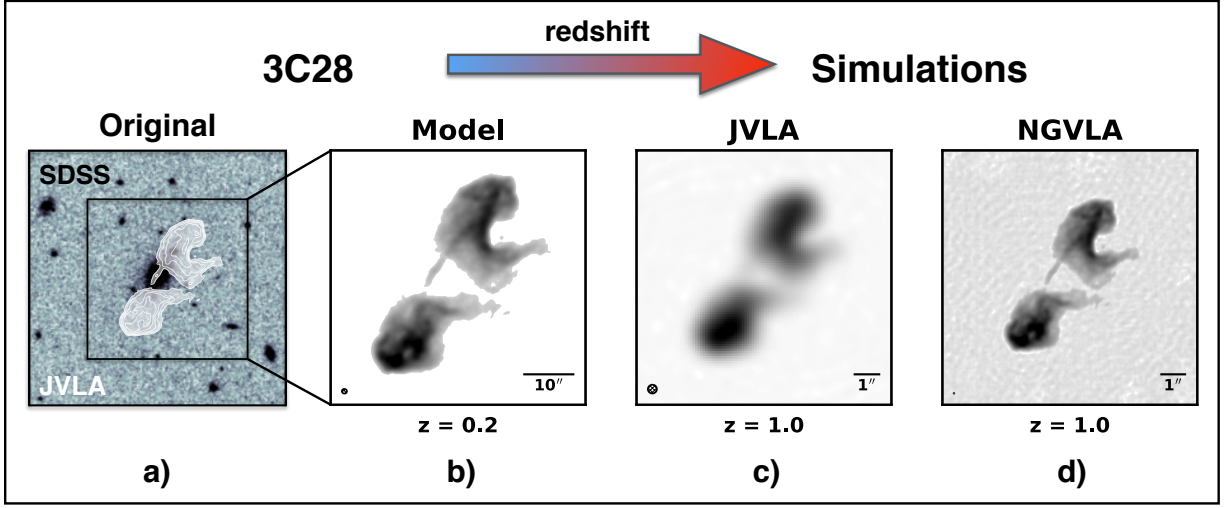 redshift
3C28
Simulations
Original
Model
JVLA
NGVLA
SDSS
JVLA
10″
1″
1″
z = 0.2
z = 1.0
z = 1.0
a)
b)
c)
d)